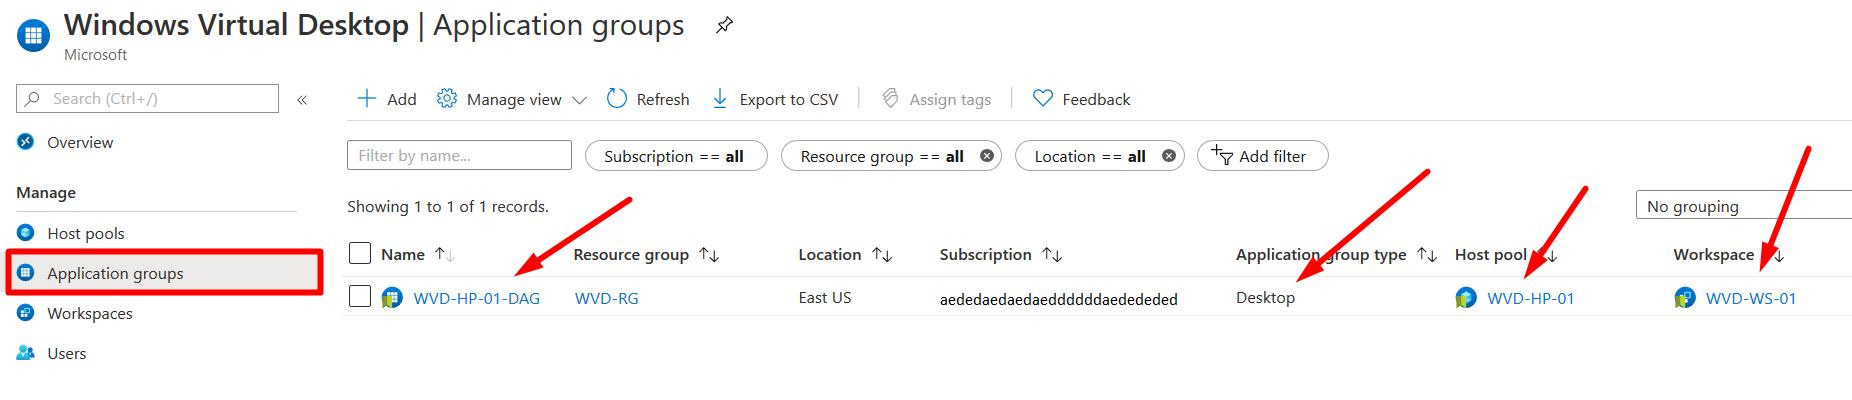 Windows Virtual Desktop | Application groups
Microsoft
Search (Ctrl+/)
«
Add
Manage view
Refresh
Export to CSV
Assign tags
Feedback
Overview
Filter by name...
Subscription == all
Resource group == all
Location == all
Add filter
Manage
Showing 1 to 1 of 1 records.
No grouping
Host pools
Application groups
Workspaces
Users
Name
Resource group
Location
Subscription
Application group type
Host pool
Workspace
WVD-HP-01-DAG
WVD-RG
East US
aededaedaedaeddddddaedededed
Desktop
WVD-HP-01
WVD-WS-01